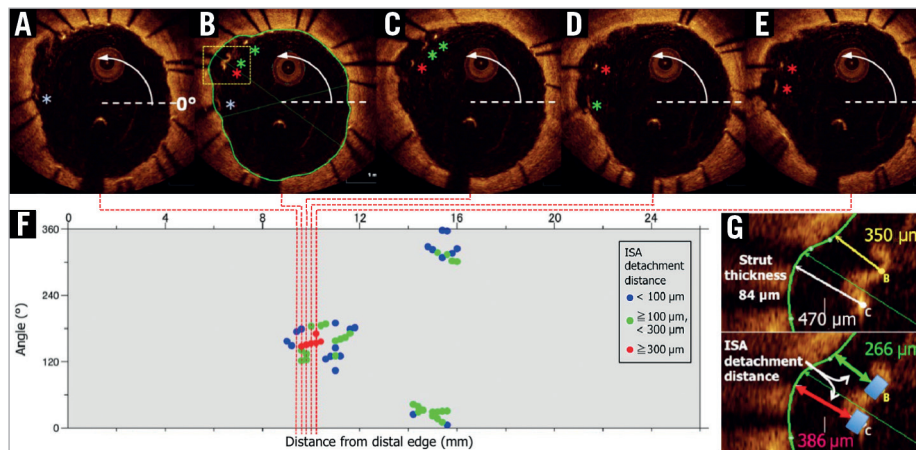 A
B
C
D
E
0°
F
0 4 8 12 16 20 24
360
240
120
0
Angle (°)
Distance from distal edge (mm)
ISA
detachment
distance
< 100 μm
≧ 100 μm,
< 300 μm
≧ 300 μm
G
350 μm
Strut
thickness
84 μm
B
C
470 μm
ISA
detachment
distance
266 μm
B
C
386 μm